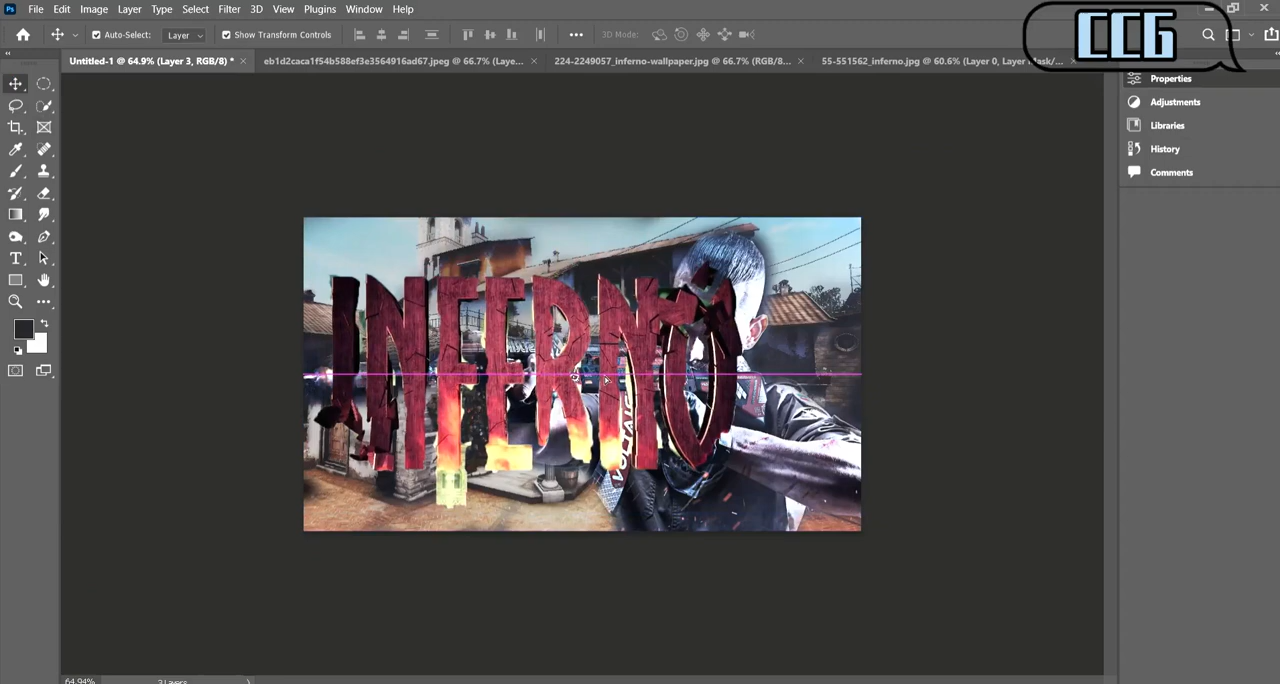 Ps File Edit Image Layer Type Select Filter 3D View Plugins Window Help
CCG
Auto-Select: Layer Show Transform Controls 3D Mode:
Untitled-1 @ 64.9% (Layer 3, RGB/8) * eb1d2caca1f54b588ef3e3564916ad67.jpeg @ 66.7% (Laye... 224-2249057_inferno-wallpaper.jpg @ 66.7% (RGB/8... 55-551562_inferno.jpg @ 60.6% (Layer 0, Layer Mask/...
Properties
Adjustments
Libraries
History
Comments
INFERNO
VOLTAIC
64.94% 3 Layers